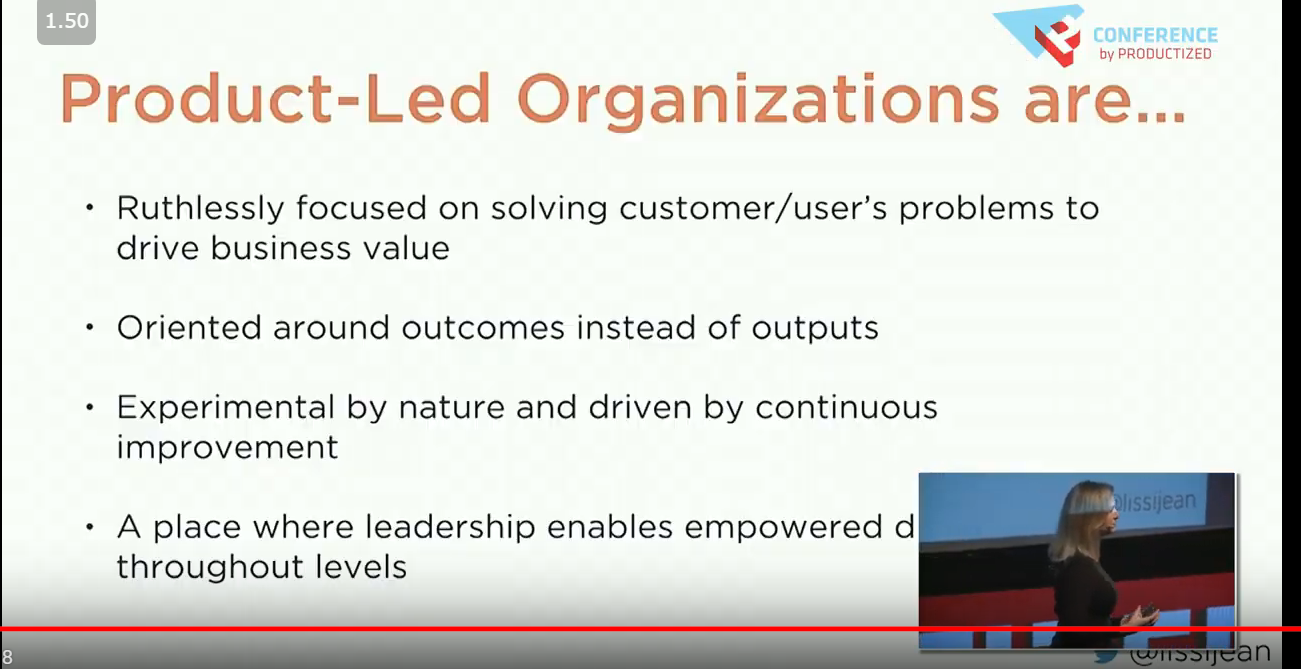 1.50
CONFERENCE
by PRODUCTIZED
Product-Led Organizations are...
• Ruthlessly focused on solving customer/user’s problems to
drive business value
• Oriented around outcomes instead of outputs
• Experimental by nature and driven by continuous
improvement
• A place where leadership enables empowered d
throughout levels
@lissijean
@lissijean
8